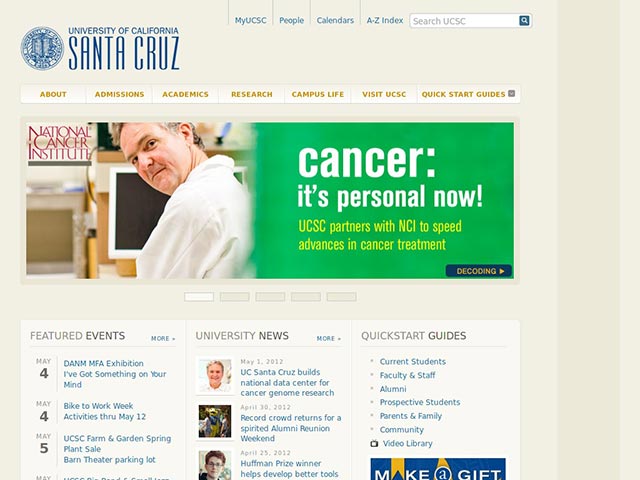 MyUCSC
People
Calendars
A-Z Index
Search UCSC
UNIVERSITY OF CALIFORNIA
SANTA CRUZ
ABOUT
ADMISSIONS
ACADEMICS
RESEARCH
CAMPUS LIFE
VISIT UCSC
QUICK START GUIDES
NATIONAL
CANCER
INSTITUTE
cancer:
it's personal now!
UCSC partners with NCI to speed
advances in cancer treatment
DECODING
FEATURED EVENTS
MORE »
MAY
4
DANM MFA Exhibition
I've Got Something on Your
Mind
MAY
4
Bike to Work Week
Activities thru May 12
MAY
5
UCSC Farm & Garden Spring
Plant Sale
Barn Theater parking lot
MAY
UNIVERSITY NEWS
MORE »
May 1, 2012
UC Santa Cruz builds
national data center for
cancer genome research
April 30, 2012
Record crowd returns for a
spirited Alumni Reunion
Weekend
April 25, 2012
Huffman Prize winner
helps develop better tools
QUICKSTART GUIDES
Current Students
Faculty & Staff
Alumni
Prospective Students
Parents & Family
Community
Video Library
MAKE a GIFT